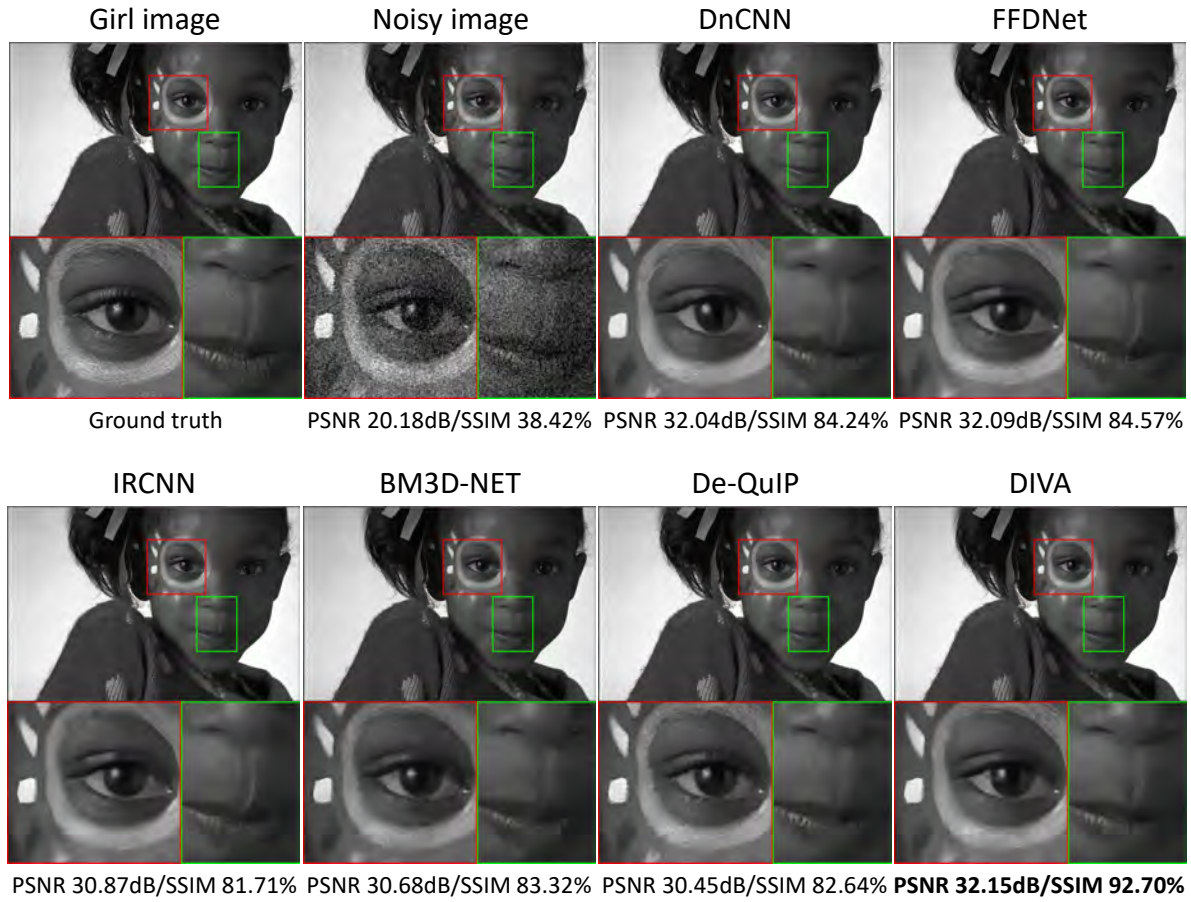 Girl image Noisy image DnCNN FFDNet
Ground truth PSNR 20.18dB/SSIM 38.42% PSNR 32.04dB/SSIM 84.24% PSNR 32.09dB/SSIM 84.57%
IRCNN BM3D-NET De-QuIP DIVA
PSNR 30.87dB/SSIM 81.71% PSNR 30.68dB/SSIM 83.32% PSNR 30.45dB/SSIM 82.64% PSNR 32.15dB/SSIM 92.70%